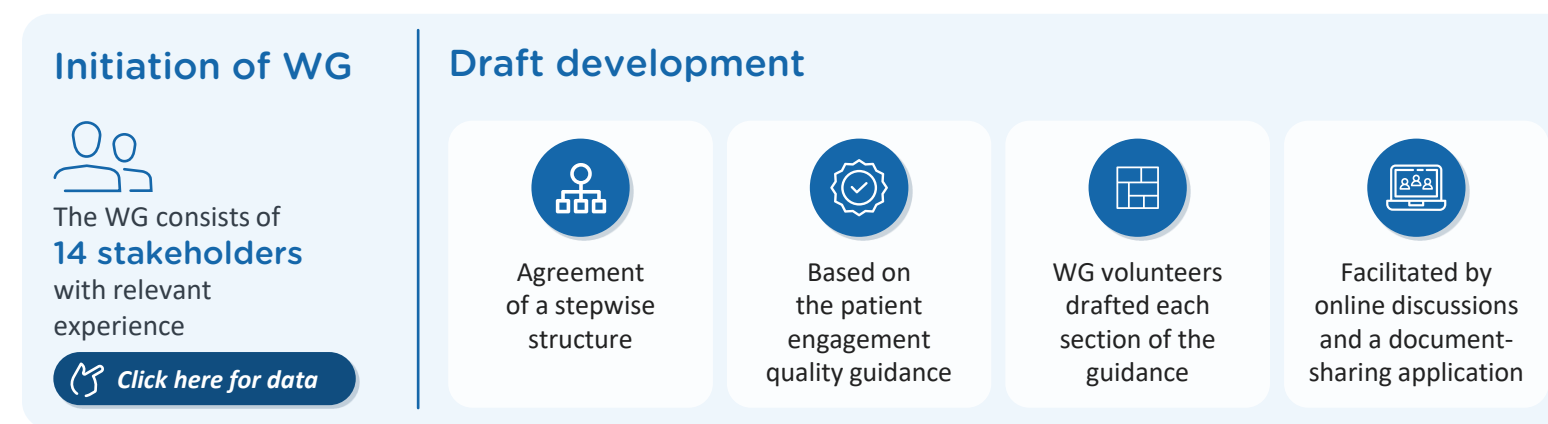 Initiation of WG
The WG consists of
14 stakeholders
with relevant
experience
Click here for data
Draft development
Agreement
of a stepwise
structure
Based on
the patient
engagement
quality guidance
WG volunteers
drafted each
section of the
guidance
Facilitated by
online discussions
and a document-
sharing application